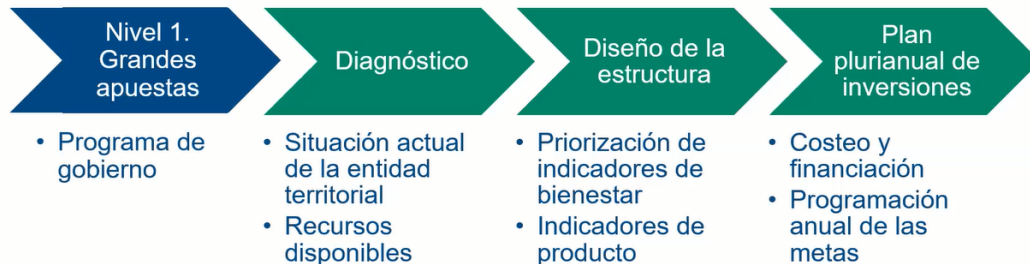 Nivel 1.
Grandes
apuestas
Diagnóstico
Diseño de la
estructura
Plan
plurianual de
inversiones
• Programa de
gobierno
• Situación actual
de la entidad
territorial
• Recursos
disponibles
• Priorización de
indicadores de
bienestar
• Indicadores de
producto
• Costeo y
financiación
• Programación
anual de las
metas